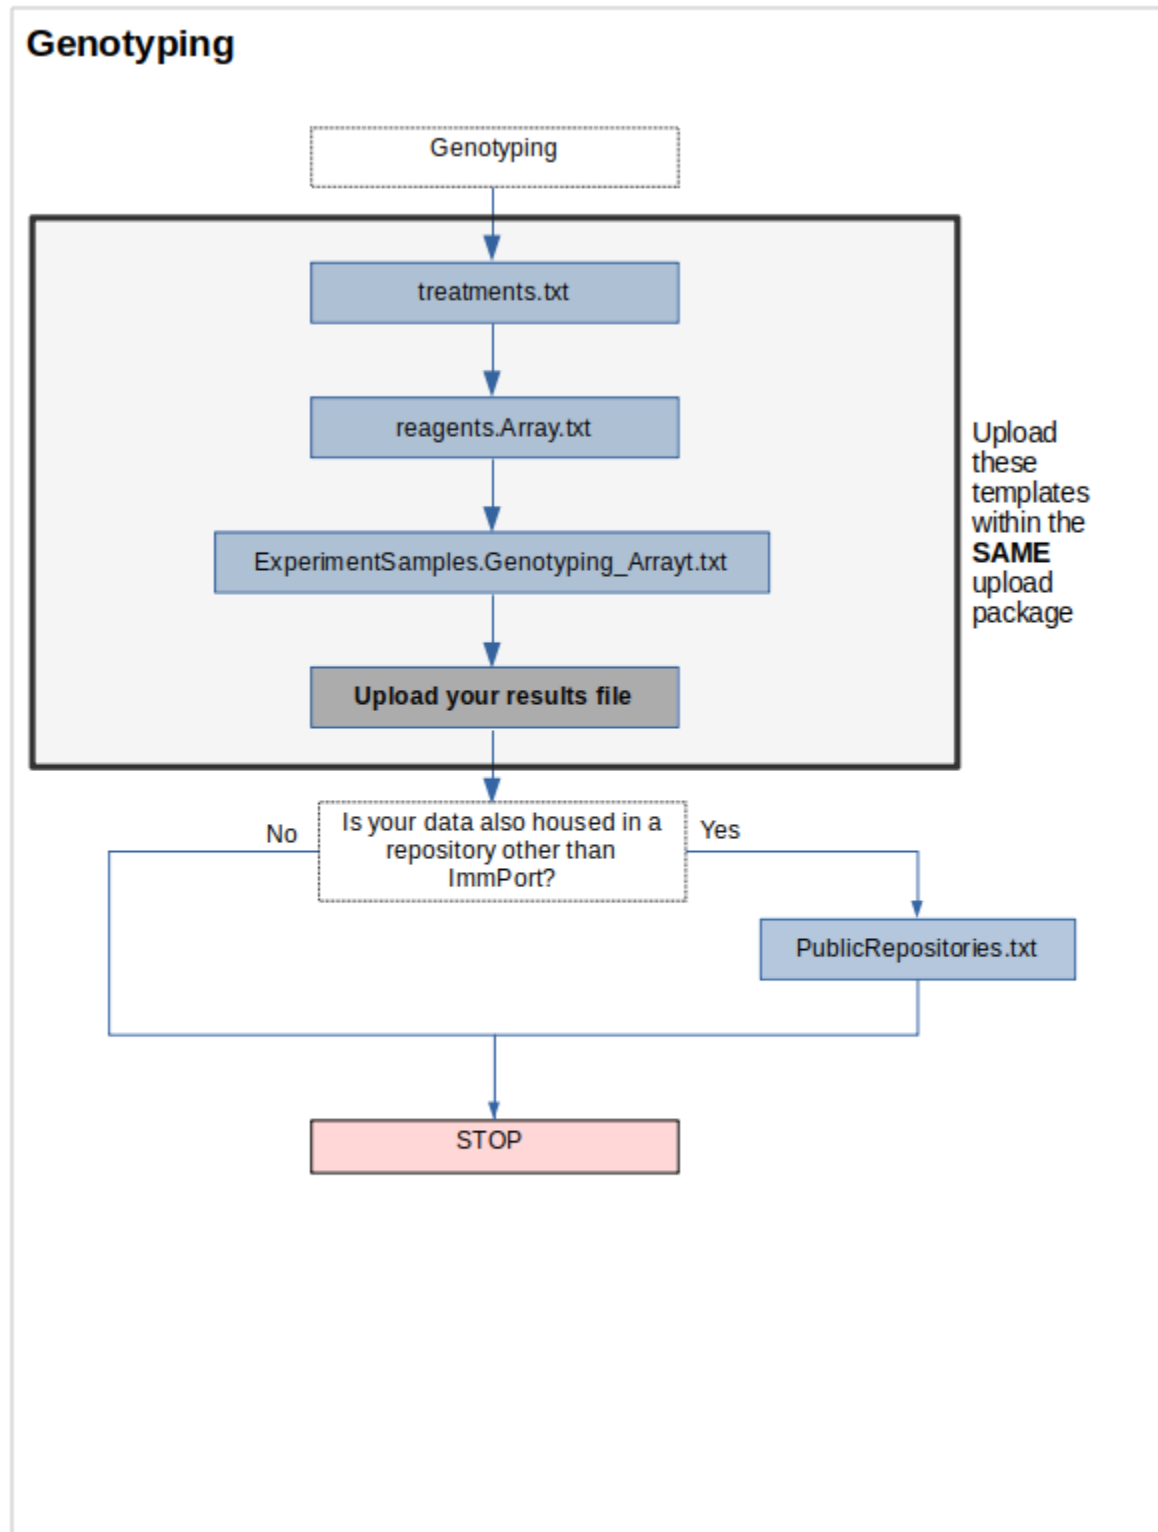 Genotyping
Genotyping
treatments.txt
reagents.Array.txt
ExperimentSamples.Genotyping_Arrayt.txt
Upload your results file
Upload
these
templates
within the
SAME
upload
package
Is your data also housed in a
repository other than
ImmPort?
No
Yes
PublicRepositories.txt
STOP